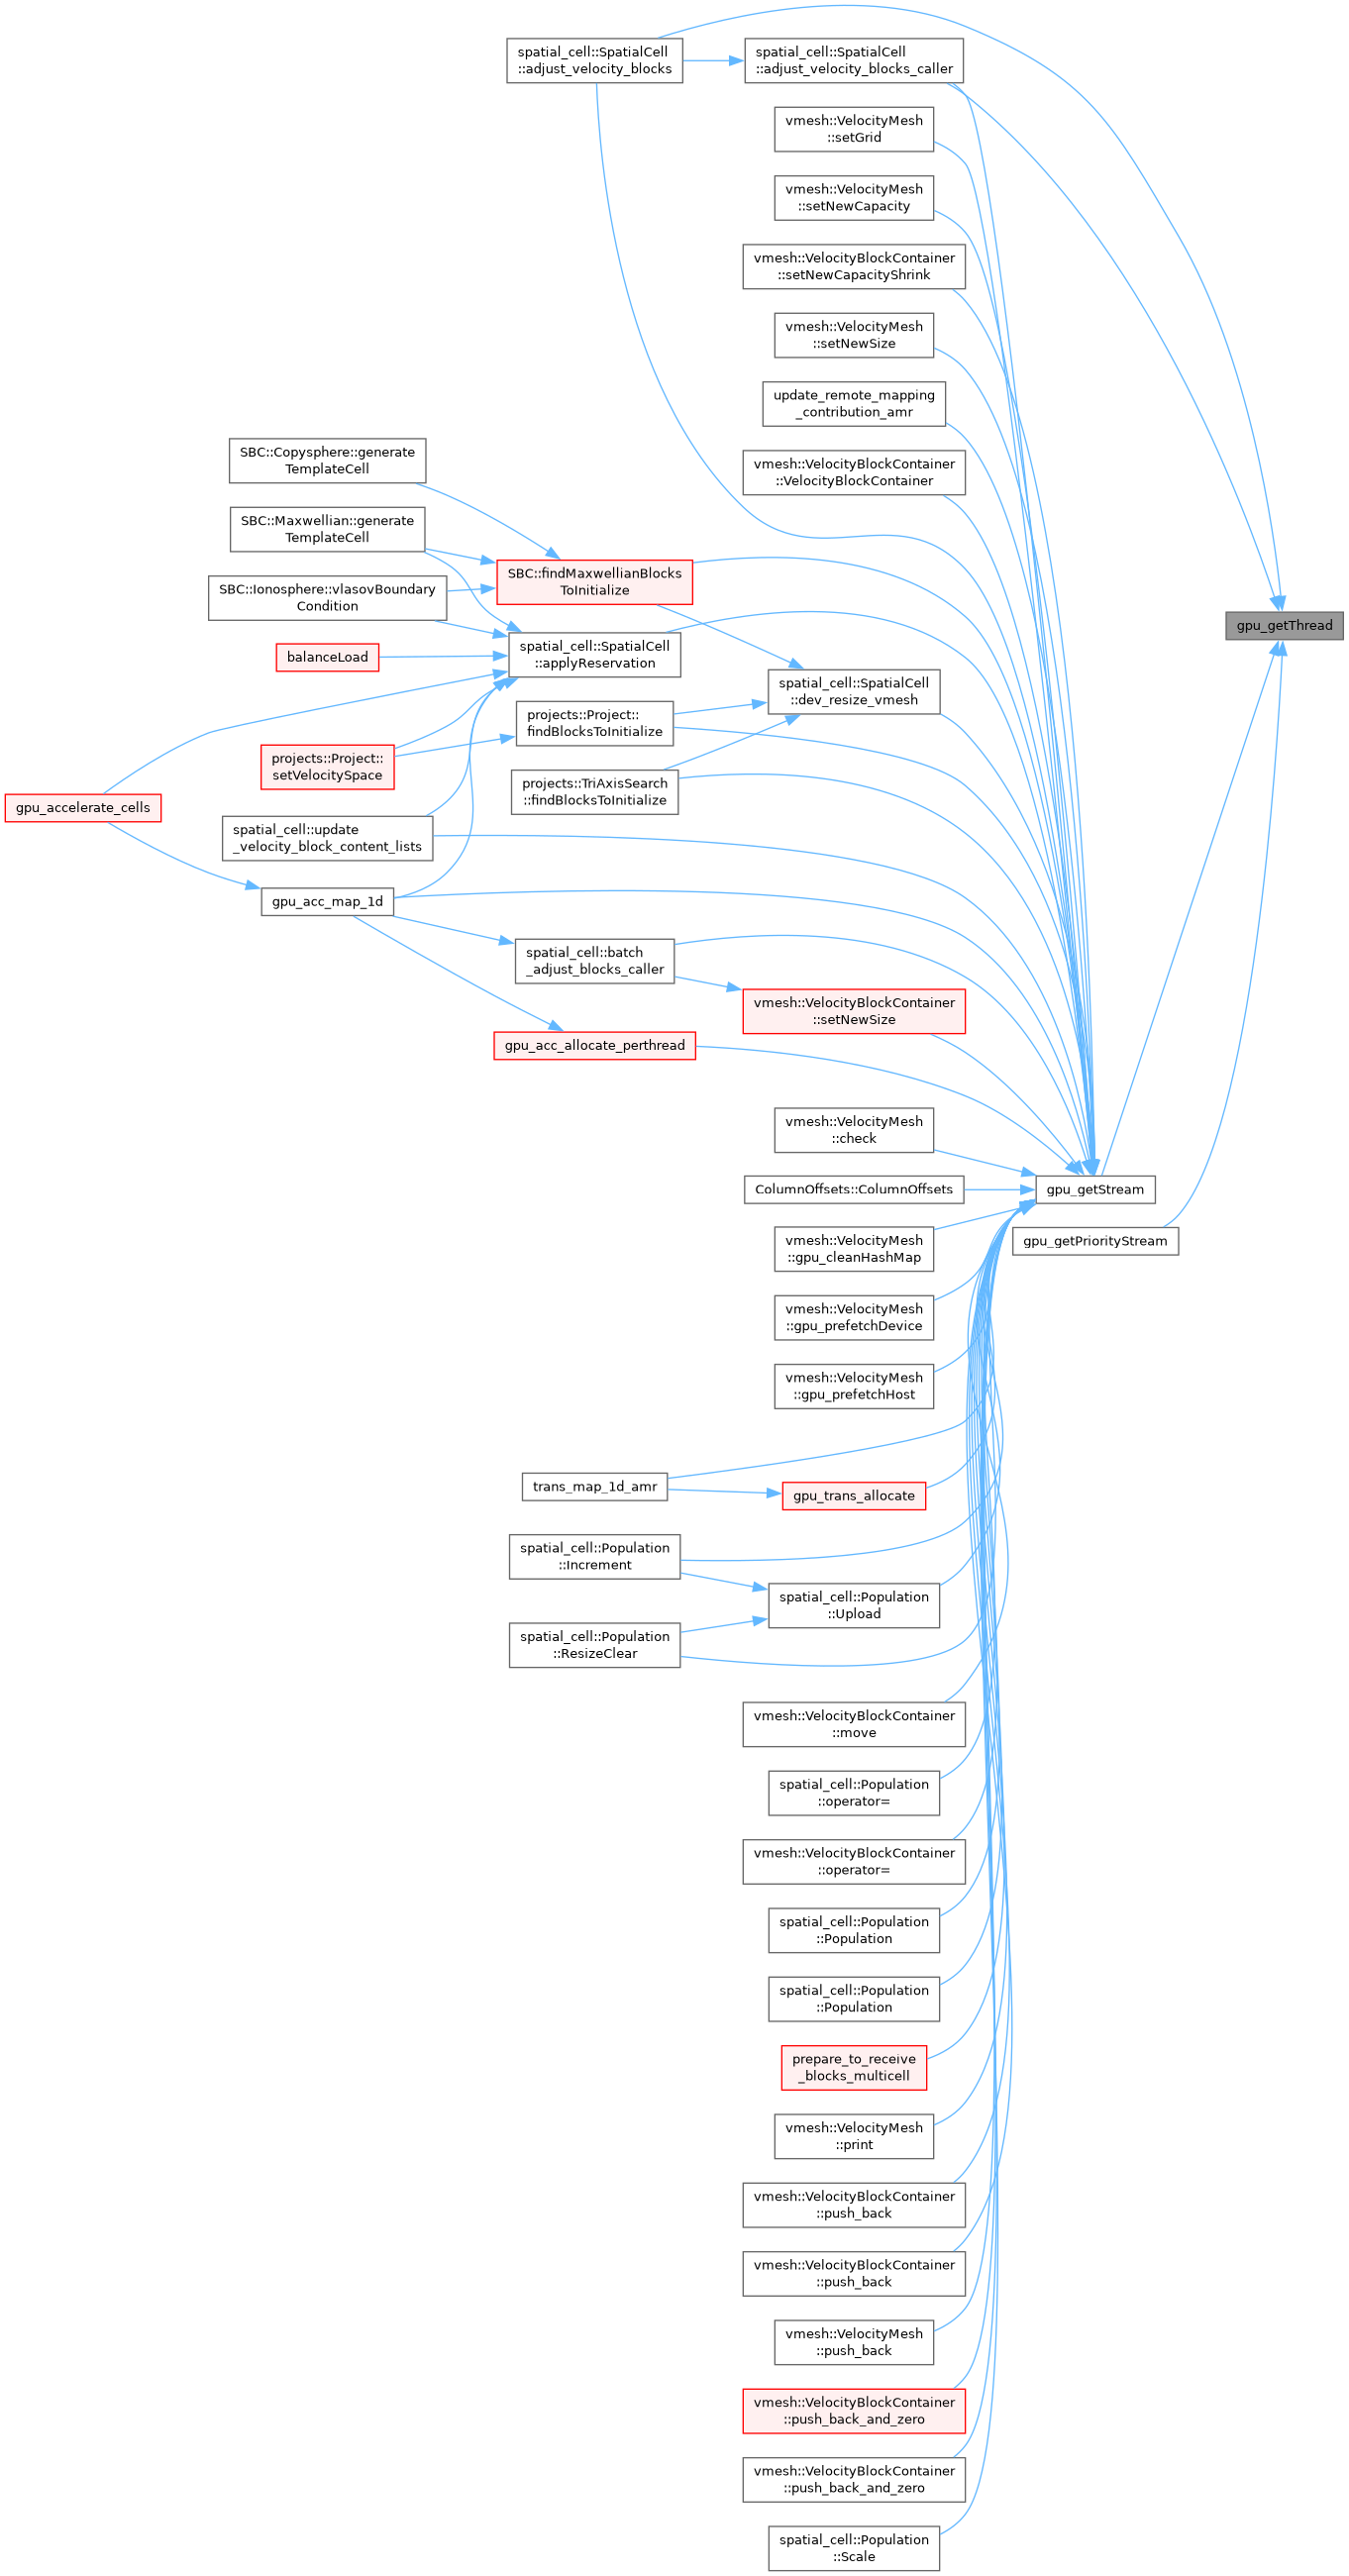 spatial_cell::SpatialCell
::adjust_velocity_blocks
spatial_cell::SpatialCell
::adjust_velocity_blocks_caller
vmesh::VelocityMesh
::setGrid
vmesh::VelocityMesh
::setNewCapacity
vmesh::VelocityBlockContainer
::setNewCapacityShrink
vmesh::VelocityMesh
::setNewSize
update_remote_mapping
_contribution_amr
vmesh::VelocityBlockContainer
::VelocityBlockContainer
SBC::Copysphere::generate
TemplateCell
SBC::Maxwellian::generate
TemplateCell
SBC::findMaxwellianBlocks
ToInitialize
SBC::Ionosphere::vlasovBoundary
Condition
gpu_getThread
balanceLoad
spatial_cell::SpatialCell
::applyReservation
spatial_cell::SpatialCell
::dev_resize_vmesh
projects::Project::
findBlocksToInitialize
projects::Project::
setVelocitySpace
projects::TriAxisSearch
::findBlocksToInitialize
gpu_accelerate_cells
spatial_cell::update
_velocity_block_content_lists
gpu_acc_map_1d
spatial_cell::batch
_adjust_blocks_caller
vmesh::VelocityBlockContainer
::setNewSize
gpu_acc_allocate_perthread
vmesh::VelocityMesh
::check
ColumnOffsets::ColumnOffsets
gpu_getStream
vmesh::VelocityMesh
::gpu_cleanHashMap
gpu_getPriorityStream
vmesh::VelocityMesh
::gpu_prefetchDevice
vmesh::VelocityMesh
::gpu_prefetchHost
trans_map_1d_amr
gpu_trans_allocate
spatial_cell::Population
::Increment
spatial_cell::Population
::Upload
spatial_cell::Population
::ResizeClear
vmesh::VelocityBlockContainer
::move
spatial_cell::Population
::operator=
vmesh::VelocityBlockContainer
::operator=
spatial_cell::Population
::Population
spatial_cell::Population
::Population
prepare_to_receive
_blocks_multicell
vmesh::VelocityMesh
::print
vmesh::VelocityBlockContainer
::push_back
vmesh::VelocityBlockContainer
::push_back
vmesh::VelocityMesh
::push_back
vmesh::VelocityBlockContainer
::push_back_and_zero
vmesh::VelocityBlockContainer
::push_back_and_zero
spatial_cell::Population
::Scale